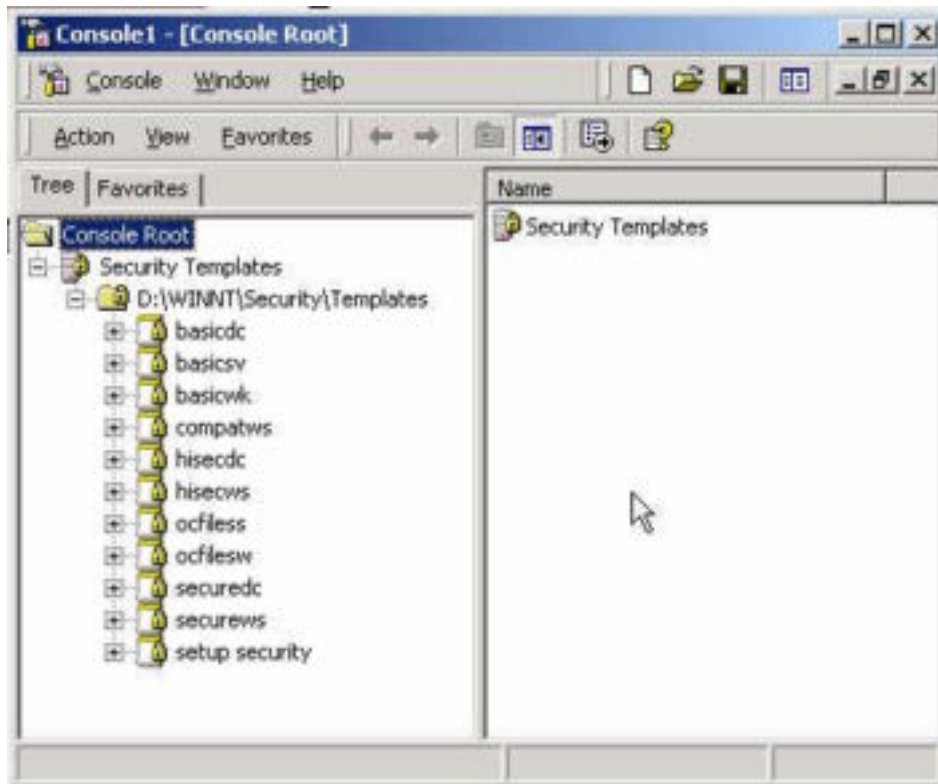 Console1 - [Console Root]
Console Window Help
Action View Favorites
Tree Favorites
Name
Console Root
Security Templates
D:\WINNT\Security\Templates
basicdc
basicsv
basicwk
compatws
hisecdc
hisecws
ocfiless
ocfilesw
securedc
securews
setup security
Security Templates